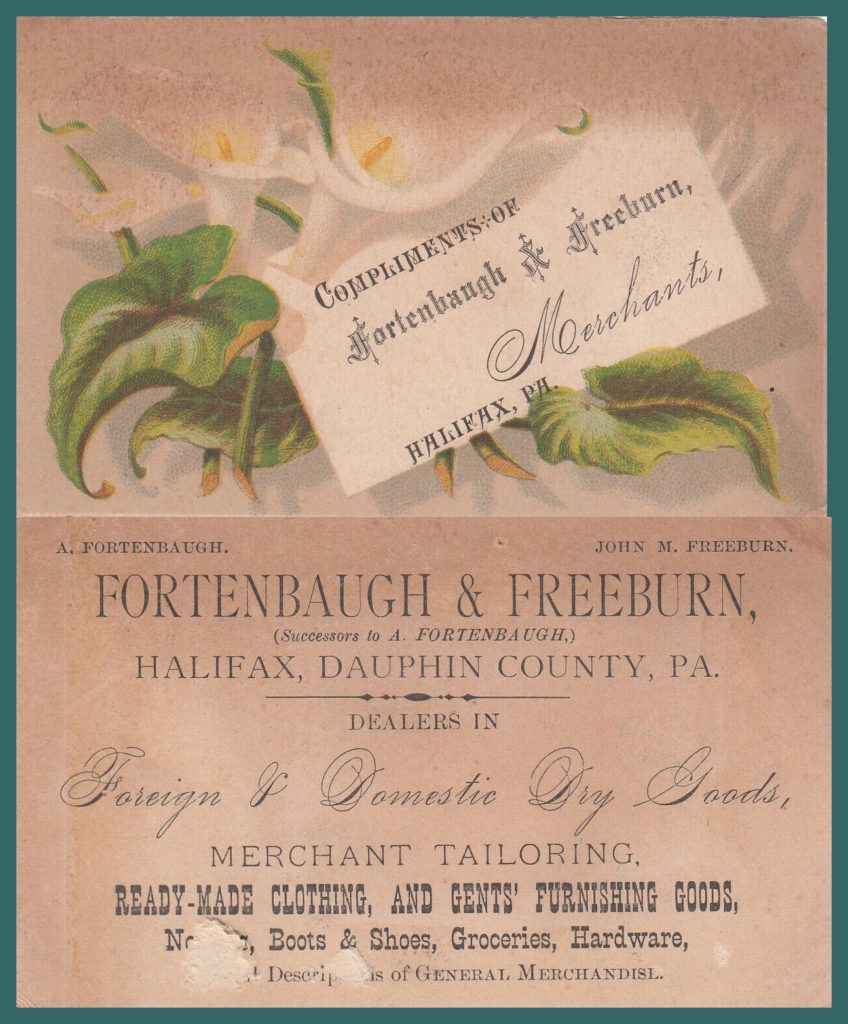 COMPLIMENTS OF
Fortenbaugh & Freeburn,
Merchants,
HALIFAX, PA.
A. FORTENBAUGH.
JOHN M. FREEBURN.
FORTENBAUGH & FREEBURN,
(Successors to A. FORTENBAUGH,)
HALIFAX, DAUPHIN COUNTY, PA.
DEALERS IN
Foreign & Domestic Dry Goods,
MERCHANT TAILORING,
READY-MADE CLOTHING, AND GENTS' FURNISHING GOODS,
Boots & Shoes, Groceries, Hardware,
of GENERAL MERCHANDISE.